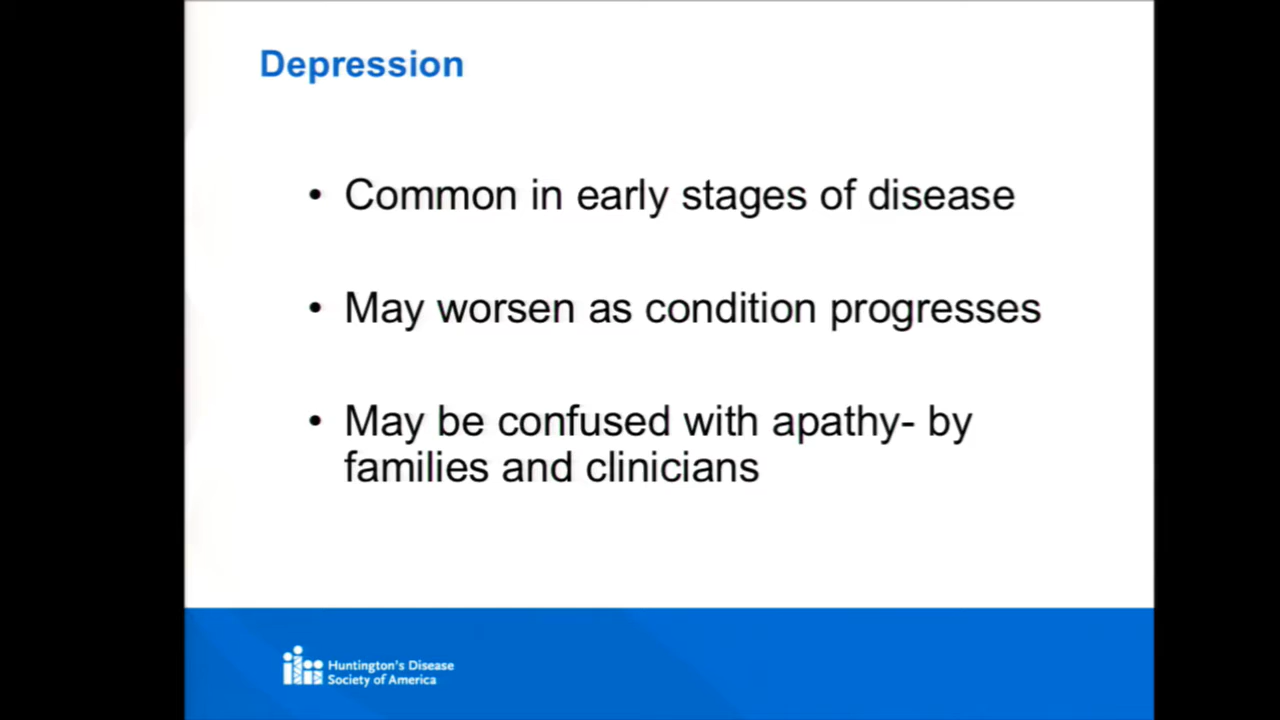 Depression
• Common in early stages of disease
• May worsen as condition progresses
• May be confused with apathy- by
families and clinicians
Huntington's Disease
Society of America